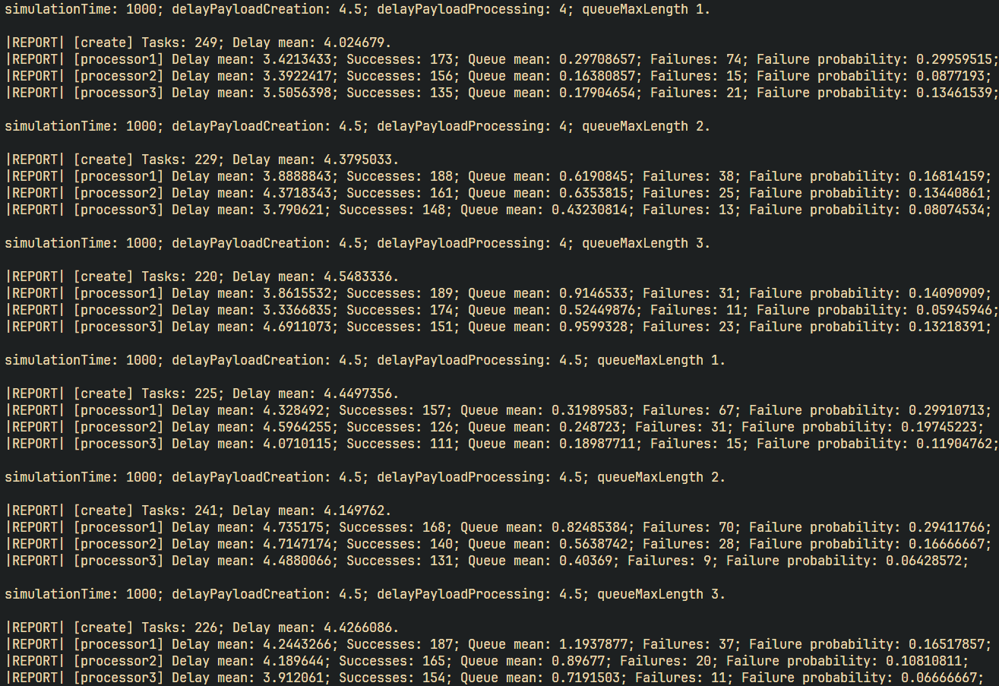 simulationTime: 1000; delayPayloadCreation: 4.5; delayPayloadProcessing: 4; queueMaxLength 1.
|REPORT| [create] Tasks: 249; Delay mean: 4.024679.
|REPORT| [processor1] Delay mean: 3.4213433; Successes: 173; Queue mean: 0.29708657; Failures: 74; Failure probability: 0.29959515;
|REPORT| [processor2] Delay mean: 3.3922417; Successes: 156; Queue mean: 0.16380857; Failures: 15; Failure probability: 0.0877193;
|REPORT| [processor3] Delay mean: 3.5056398; Successes: 135; Queue mean: 0.17904654; Failures: 21; Failure probability: 0.13461539;
simulationTime: 1000; delayPayloadCreation: 4.5; delayPayloadProcessing: 4; queueMaxLength 2.
|REPORT| [create] Tasks: 229; Delay mean: 4.3795033.
|REPORT| [processor1] Delay mean: 3.8888843; Successes: 188; Queue mean: 0.6190845; Failures: 38; Failure probability: 0.16814159;
|REPORT| [processor2] Delay mean: 4.3718343; Successes: 161; Queue mean: 0.6353815; Failures: 25; Failure probability: 0.13440861;
|REPORT| [processor3] Delay mean: 3.790621; Successes: 148; Queue mean: 0.43230814; Failures: 13; Failure probability: 0.08074534;
simulationTime: 1000; delayPayloadCreation: 4.5; delayPayloadProcessing: 4; queueMaxLength 3.
|REPORT| [create] Tasks: 220; Delay mean: 4.5483336.
|REPORT| [processor1] Delay mean: 3.8615532; Successes: 189; Queue mean: 0.9146533; Failures: 31; Failure probability: 0.14090909;
|REPORT| [processor2] Delay mean: 3.3366835; Successes: 174; Queue mean: 0.52449876; Failures: 11; Failure probability: 0.05945946;
|REPORT| [processor3] Delay mean: 4.6911073; Successes: 151; Queue mean: 0.9599328; Failures: 23; Failure probability: 0.13218391;
simulationTime: 1000; delayPayloadCreation: 4.5; delayPayloadProcessing: 4.5; queueMaxLength 1.
|REPORT| [create] Tasks: 225; Delay mean: 4.4497356.
|REPORT| [processor1] Delay mean: 4.328492; Successes: 157; Queue mean: 0.31989583; Failures: 67; Failure probability: 0.29910713;
|REPORT| [processor2] Delay mean: 4.5964255; Successes: 126; Queue mean: 0.248723; Failures: 31; Failure probability: 0.19745223;
|REPORT| [processor3] Delay mean: 4.0710115; Successes: 111; Queue mean: 0.18987711; Failures: 15; Failure probability: 0.11904762;
simulationTime: 1000; delayPayloadCreation: 4.5; delayPayloadProcessing: 4.5; queueMaxLength 2.
|REPORT| [create] Tasks: 241; Delay mean: 4.149762.
|REPORT| [processor1] Delay mean: 4.735175; Successes: 168; Queue mean: 0.82485384; Failures: 70; Failure probability: 0.29411766;
|REPORT| [processor2] Delay mean: 4.7147174; Successes: 140; Queue mean: 0.5638742; Failures: 28; Failure probability: 0.16666667;
|REPORT| [processor3] Delay mean: 4.4880066; Successes: 131; Queue mean: 0.40369; Failures: 9; Failure probability: 0.06428572;
simulationTime: 1000; delayPayloadCreation: 4.5; delayPayloadProcessing: 4.5; queueMaxLength 3.
|REPORT| [create] Tasks: 226; Delay mean: 4.4266086.
|REPORT| [processor1] Delay mean: 4.2443266; Successes: 187; Queue mean: 1.1937877; Failures: 37; Failure probability: 0.16517857;
|REPORT| [processor2] Delay mean: 4.189644; Successes: 165; Queue mean: 0.89677; Failures: 20; Failure probability: 0.10810811;
|REPORT| [processor3] Delay mean: 3.912061; Successes: 154; Queue mean: 0.7191503; Failures: 11; Failure probability: 0.06666667;